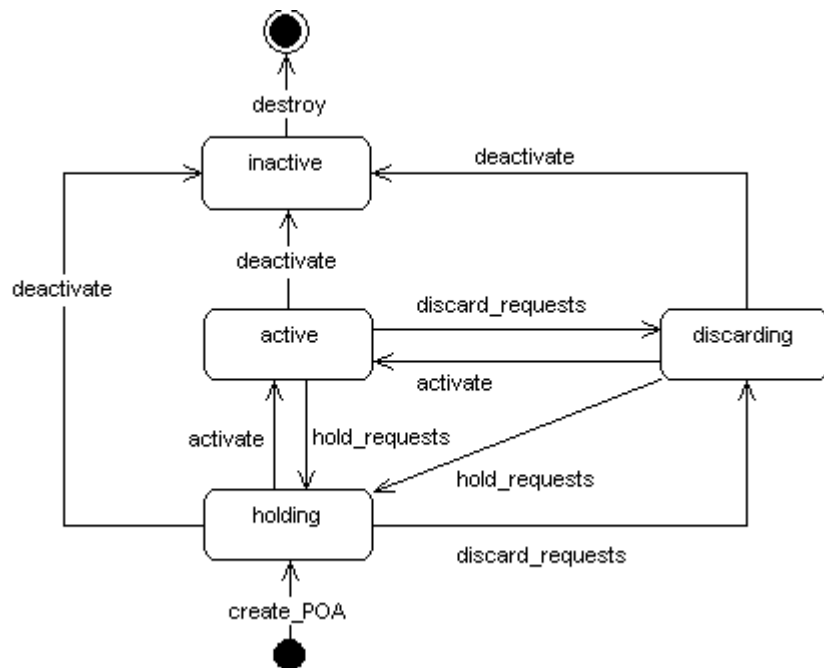 destroy
inactive
deactivate
deactivate
deactivate
discard_requests
active
discarding
activate
activate
hold_requests
hold_requests
holding
discard_requests
create_POA